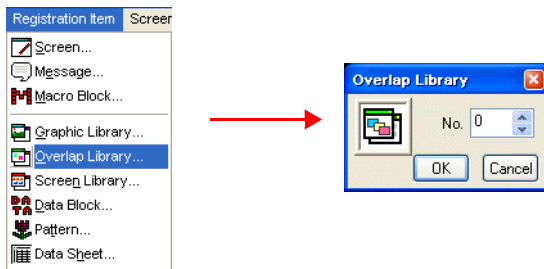 Registration Item Screen
Screen...
Message...
Macro Block...
Graphic Library...
Overlap Library...
Screen Library...
Data Block...
Pattern...
Data Sheet...
Overlap Library
No. 0
OK Cancel